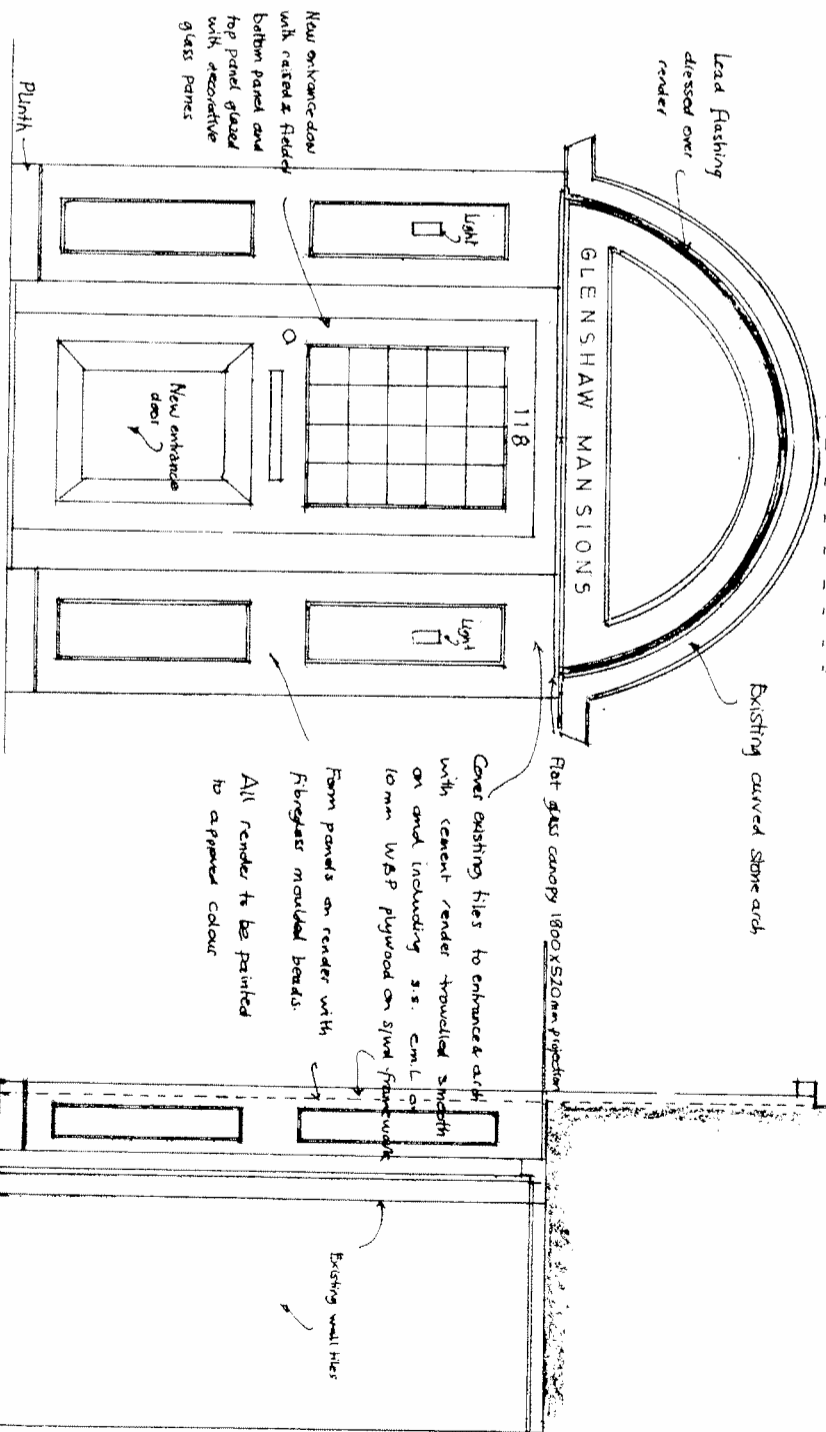 Lead flashing
dressed over
render
Existing curved stone arch
GLENSHAW MANSIONS
Flat glass canopy 1800x520mm projection
118
Light
Light
New entrance door
with raised & fielded
bottom panel and
top panel glazed
with decorative
glass panes
New entrance
door
Plinth
Cover existing tiles to entrance & arch
with cement render trowelled smooth
on and including s.s. e.m.l. on
10mm WBP plywood on s/wd framework
Form panels on render with
fibreglass moulded beads.
All render to be painted
to approved colour
Existing wall tiles